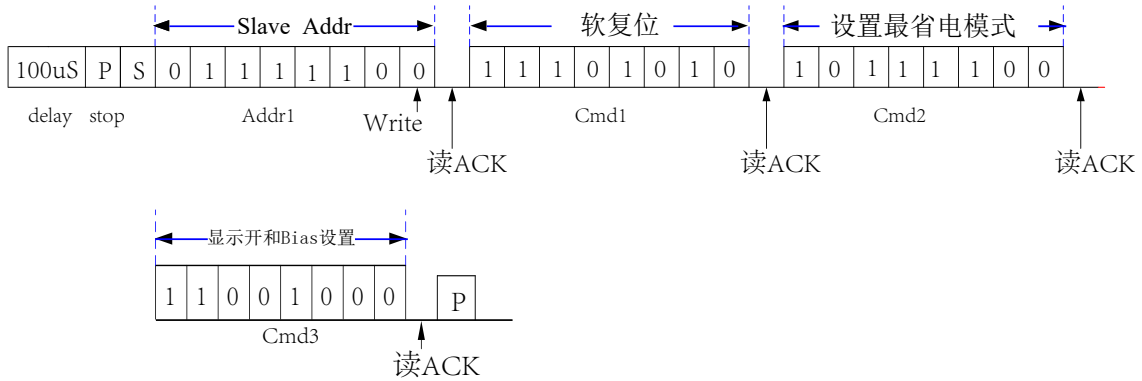 Slave Addr 软复位 设置最省电模式
100uS P S 0 1 1 1 1 1 0 0 1 1 1 0 1 0 1 0 1 0 1 1 1 1 0 0
delay stop Addr1 Write Cmd1 Cmd2
读ACK 读ACK 读ACK
显示开和Bias设置
1 1 0 0 1 0 0 0 P
Cmd3
读ACK